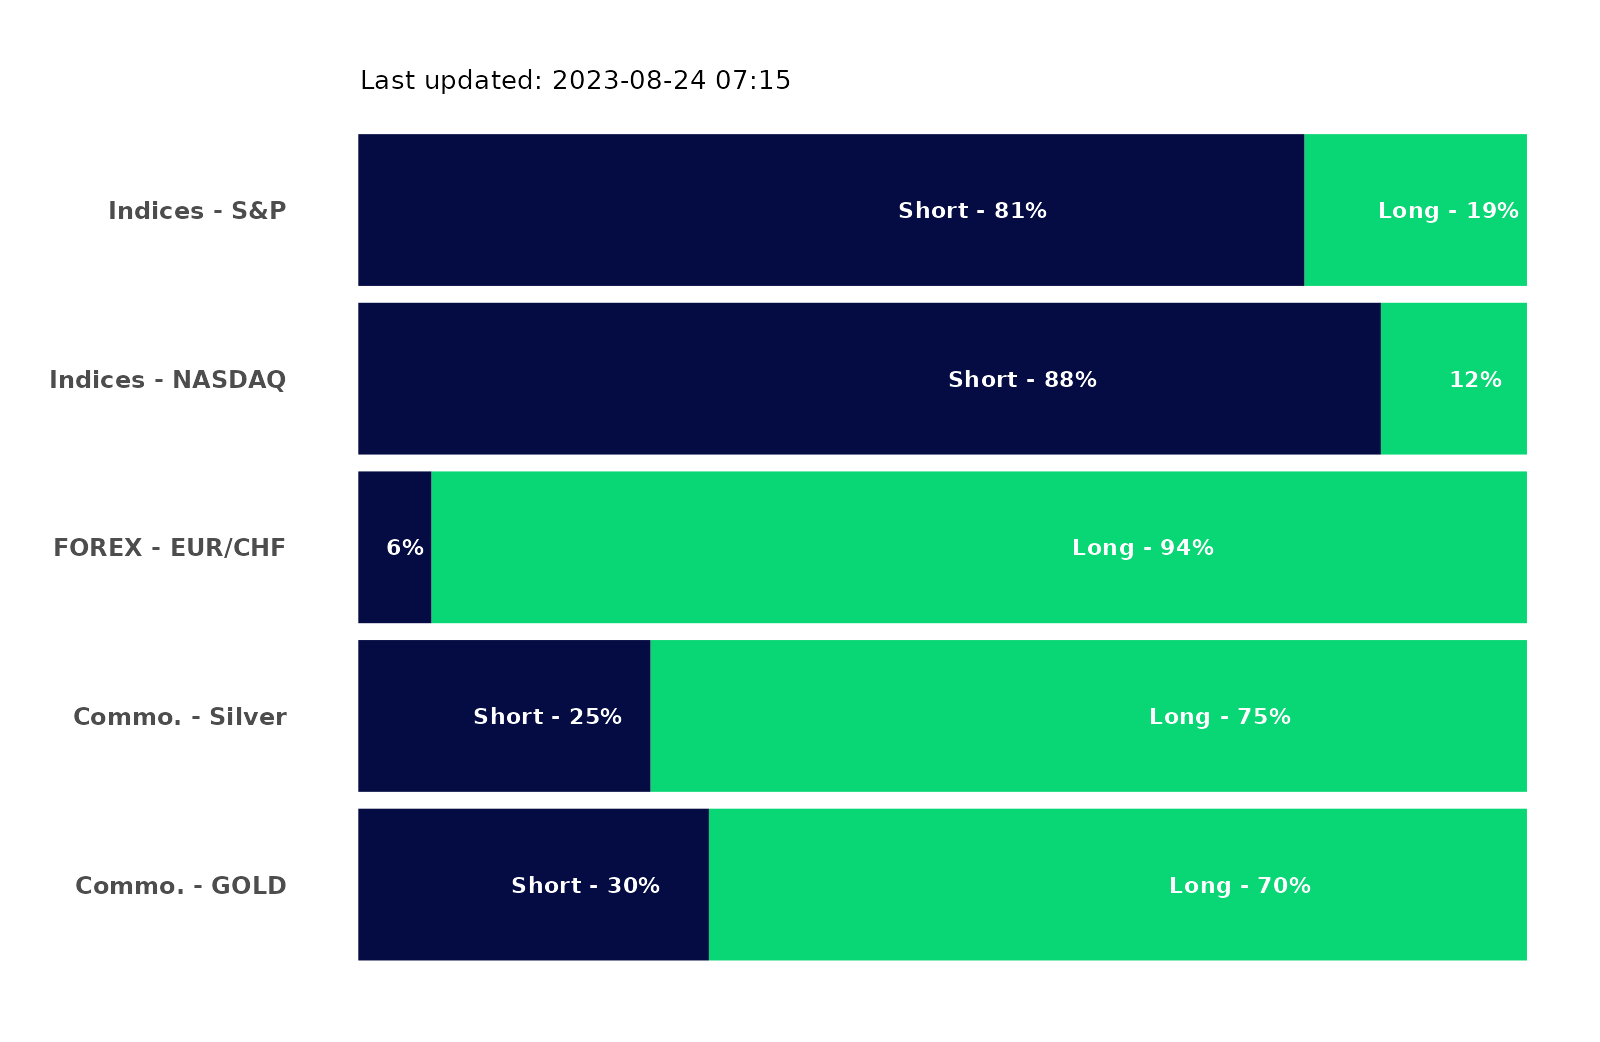 Last updated: 2023-08-24 07:15
Indices - S&P Short - 81% Long - 19%
Indices - NASDAQ Short - 88% 12%
FOREX - EUR/CHF 6% Long - 94%
Commo. - Silver Short - 25% Long - 75%
Commo. - GOLD Short - 30% Long - 70%